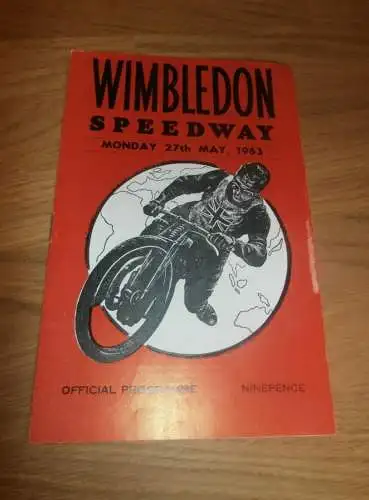 WIMBLEDON
SPEEDWAY
MONDAY 27th MAY, 1963
OFFICIAL PROGRAMME NINEPENCE